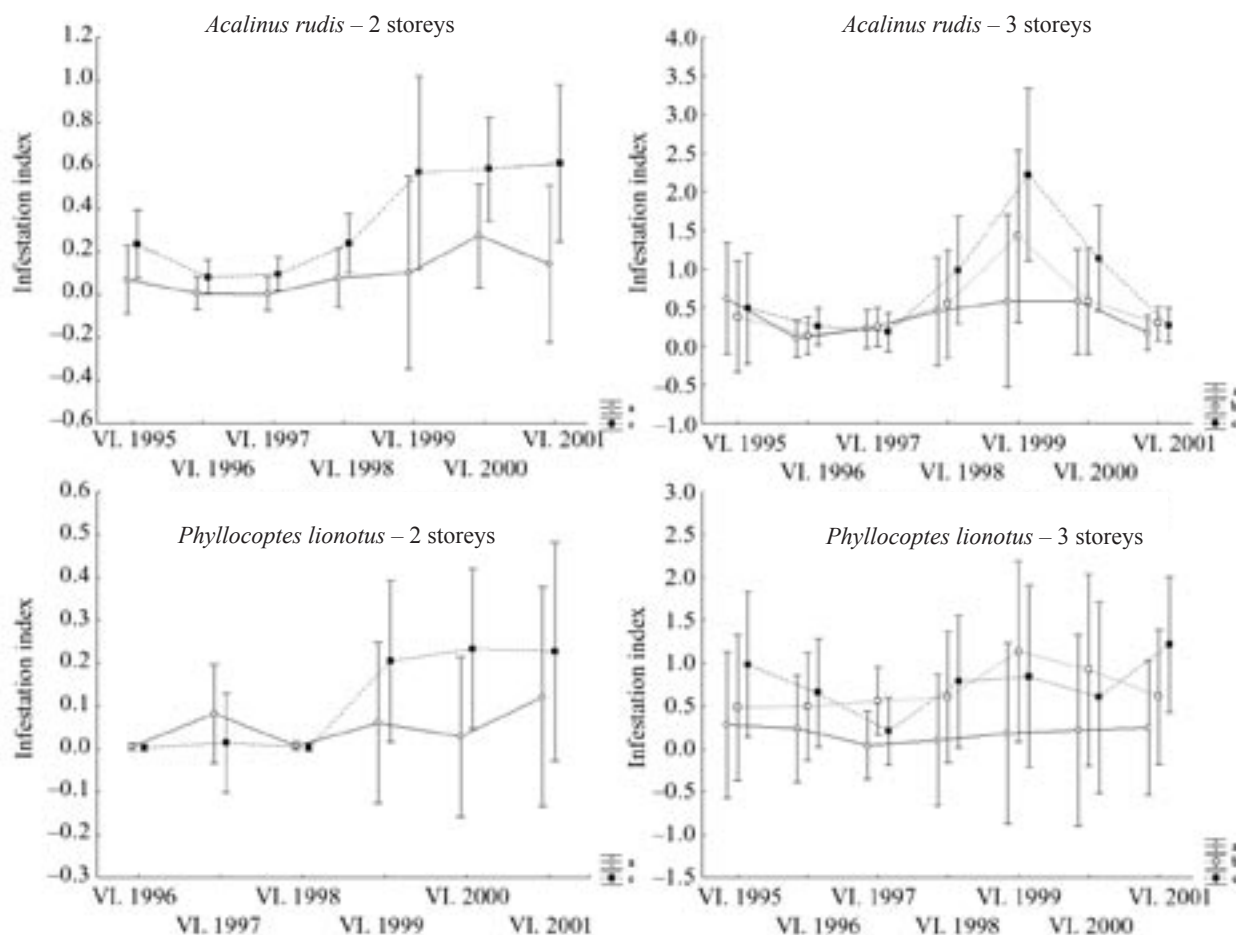 Acalinus rudis – 2 storeys
1.2
1.0
0.8
0.6
0.4
0.2
0.0
–0.2
–0.4
–0.6
Infestation index
VI. 1995 VI. 1997 VI. 1999 VI. 2001
VI. 1996 VI. 1998 VI. 2000
Acalinus rudis – 3 storeys
4.0
3.5
3.0
2.5
2.0
1.5
1.0
0.5
0.0
–0.5
–1.0
Infestation index
VI. 1995 VI. 1997 VI. 1999 VI. 2001
VI. 1996 VI. 1998 VI. 2000
Phyllocoptes lionotus – 2 storeys
0.6
0.5
0.4
0.3
0.2
0.1
0.0
–0.1
–0.2
–0.3
Infestation index
VI. 1996 VI. 1998 VI. 2000
VI. 1997 VI. 1999 VI. 2001
Phyllocoptes lionotus – 3 storeys
3.0
2.5
2.0
1.5
1.0
0.5
0.0
–0.5
–1.0
–1.5
Infestation index
VI. 1995 VI. 1997 VI. 1999 VI. 2001
VI. 1996 VI. 1998 VI. 2000